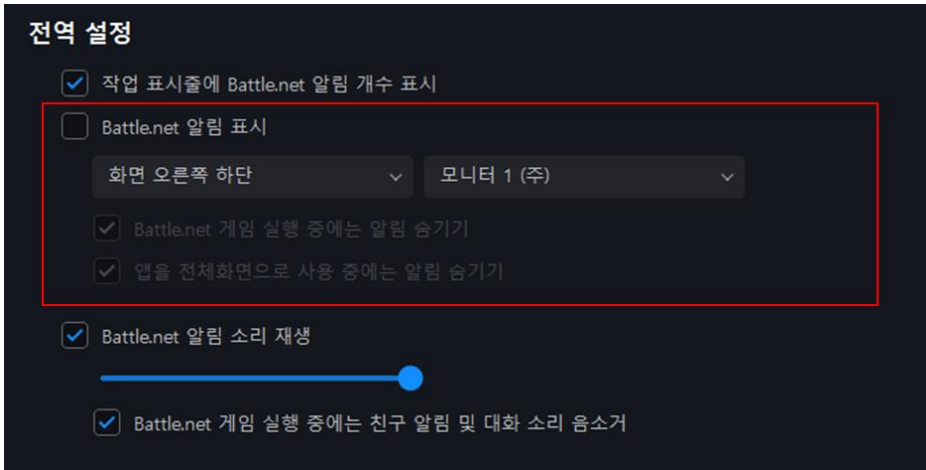 전역 설정
작업 표시줄에 Battle.net 알림 개수 표시
Battle.net 알림 표시
화면 오른쪽 하단 모니터 1 (주)
Battle.net 게임 실행 중에는 알림 숨기기
앱을 전체화면으로 사용 중에는 알림 숨기기
Battle.net 알림 소리 재생
Battle.net 게임 실행 중에는 친구 알림 및 대화 소리 음소거